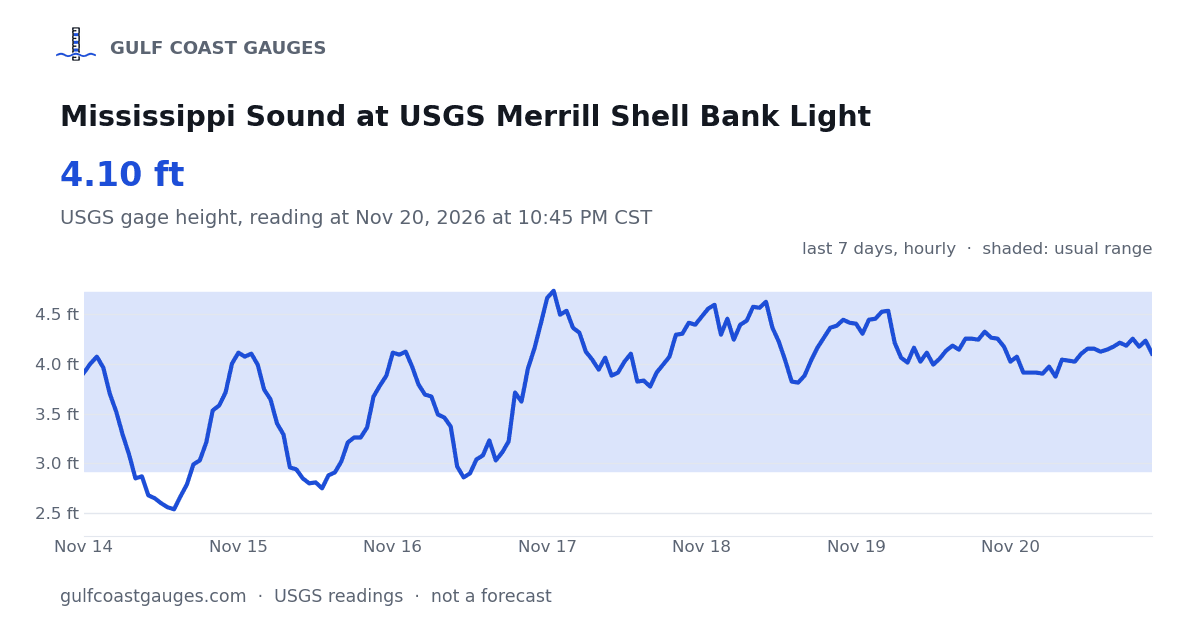 GULF COAST GAUGES
Mississippi Sound at USGS Merrill Shell Bank Light
4.10 ft
USGS gage height, reading at Nov 20, 2026 at 10:45 PM CST
last 7 days, hourly · shaded: usual range
4.5 ft
4.0 ft
3.5 ft
3.0 ft
2.5 ft
Nov 14 Nov 15 Nov 16 Nov 17 Nov 18 Nov 19 Nov 20
gulfcoastgauges.com · USGS readings · not a forecast